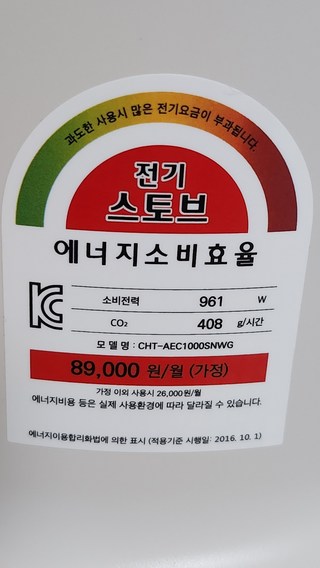 과도한 사용시 많은 전기요금이 부과됩니다.
전기
스토브
에너지소비효율
소비전력 961 W
CO₂ 408 g/시간
모 델 명 : CHT-AEC1000SNWG
89,000 원/월 (가정)
가정 이외 사용시 26,000원/월
에너지비용 등은 실제 사용환경에 따라 달라질 수 있습니다.
에너지이용합리화법에 의한 표시 (적용기준 시행일: 2016. 10. 1)